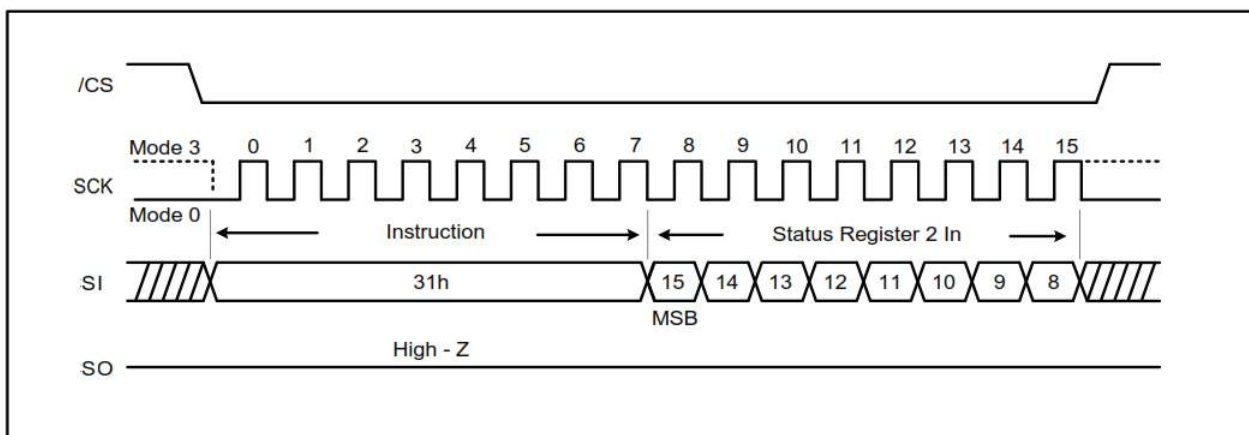 /CS
Mode 3 0 1 2 3 4 5 6 7 8 9 10 11 12 13 14 15
SCK
Mode 0
Instruction Status Register 2 In
SI 31h 15 14 13 12 11 10 9 8
MSB
High - Z
SO